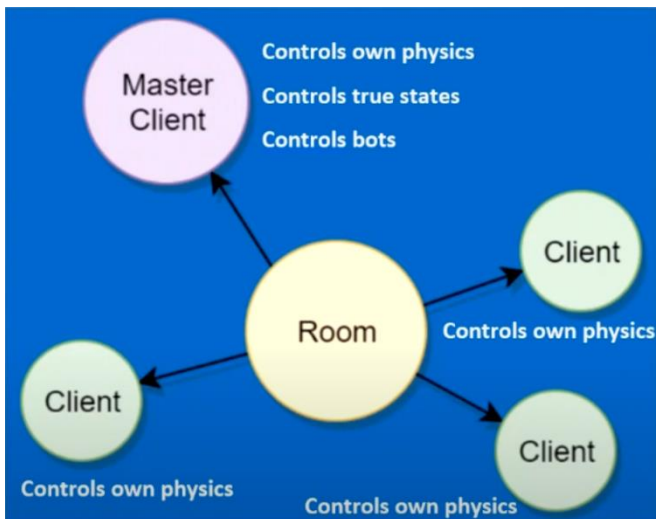 Master
Client
Controls own physics
Controls true states
Controls bots
Client
Controls own physics
Room
Client
Controls own physics
Client
Controls own physics